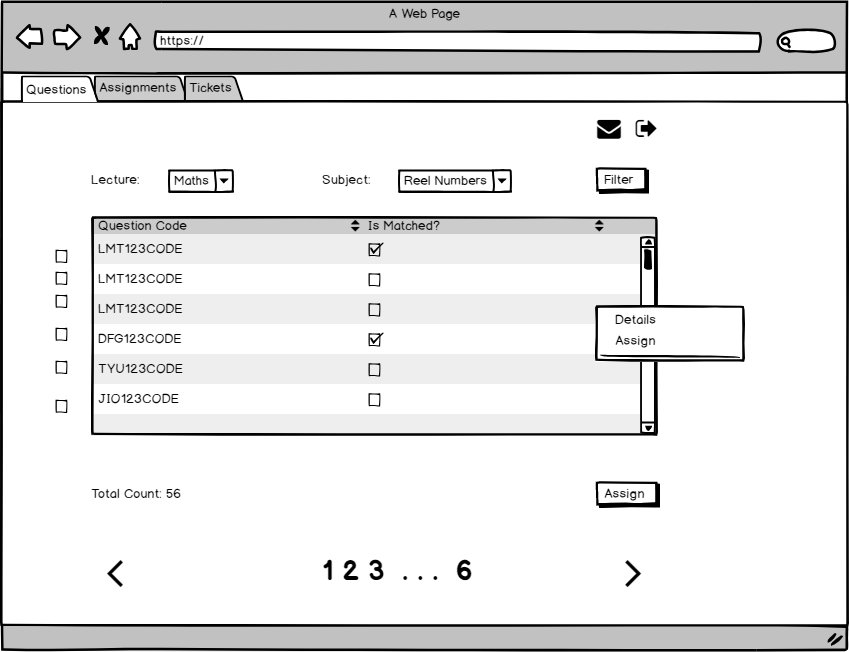 A Web Page
https://
Questions Assignments Tickets
Lecture: Maths Subject: Reel Numbers Filter
Question Code Is Matched?
LMT123CODE
LMT123CODE
LMT123CODE
Details
DFG123CODE
Assign
TYU123CODE
JIO123CODE
Total Count: 56 Assign
1 2 3 ... 6